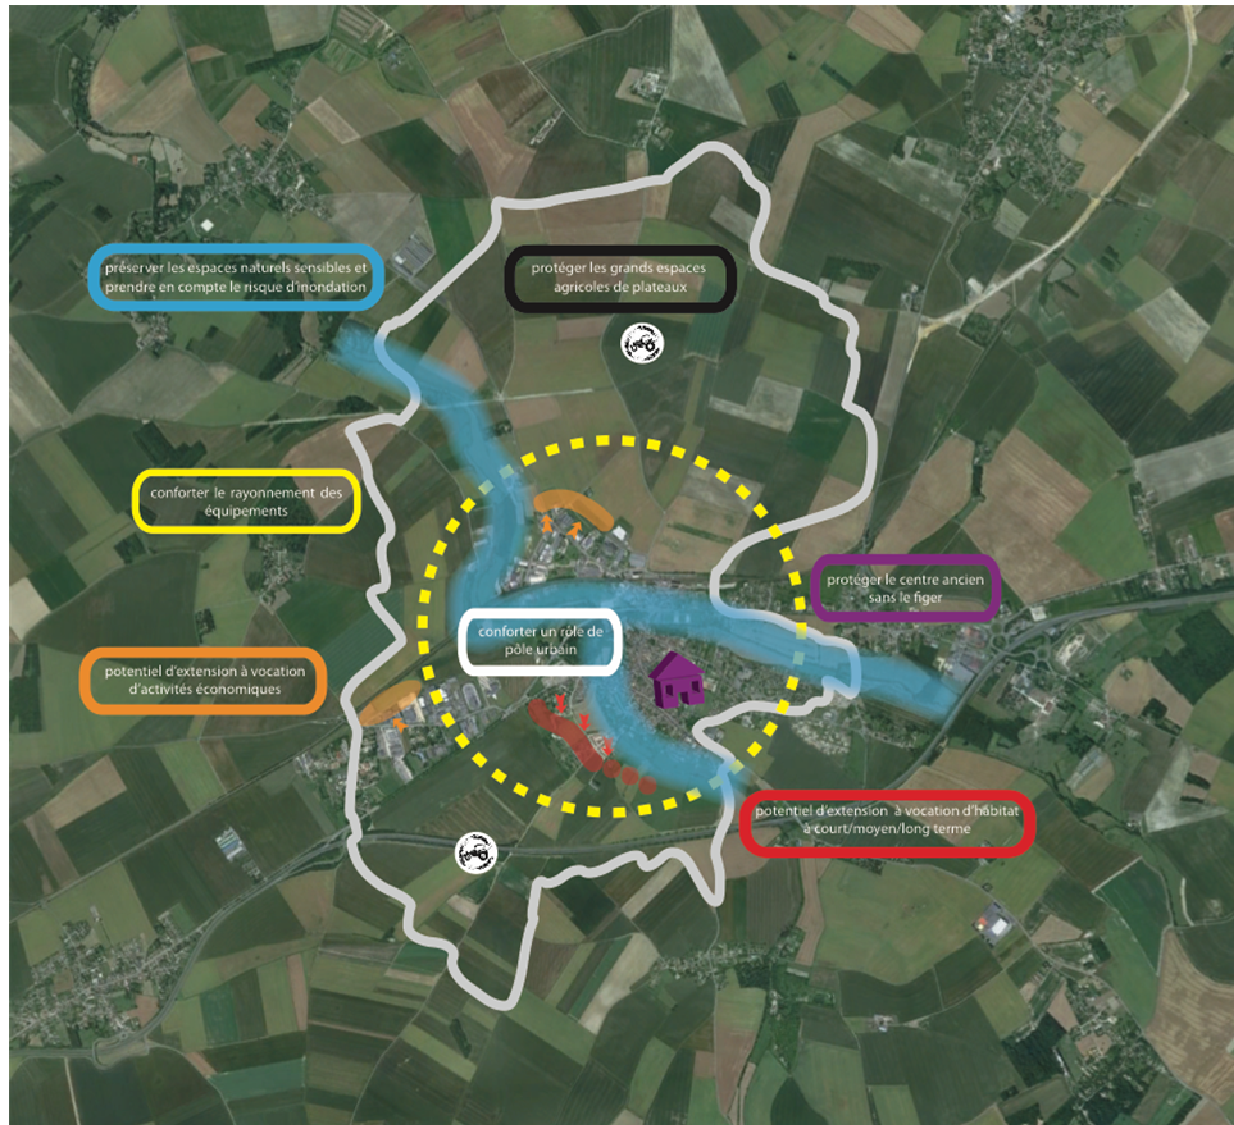 préserver les espaces naturels sensibles et
prendre en compte le risque d'inondation
protéger les grands espaces
agricoles de plateaux
conforter le rayonnement des
équipements
protéger le centre ancien
sans le figer
conforter un rôle de
pôle urbain
potentiel d'extension à vocation
d'activités économiques
potentiel d'extension à vocation d'hâbitat
à court/moyen/long terme